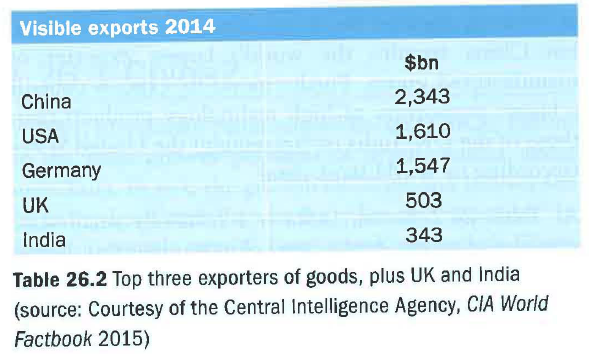 Visible exports 2014
$bn
China 2,343
USA 1,610
Germany 1,547
UK 503
India 343
Table 26.2 Top three exporters of goods, plus UK and India
(source: Courtesy of the Central Intelligence Agency, CIA World
Factbook 2015)